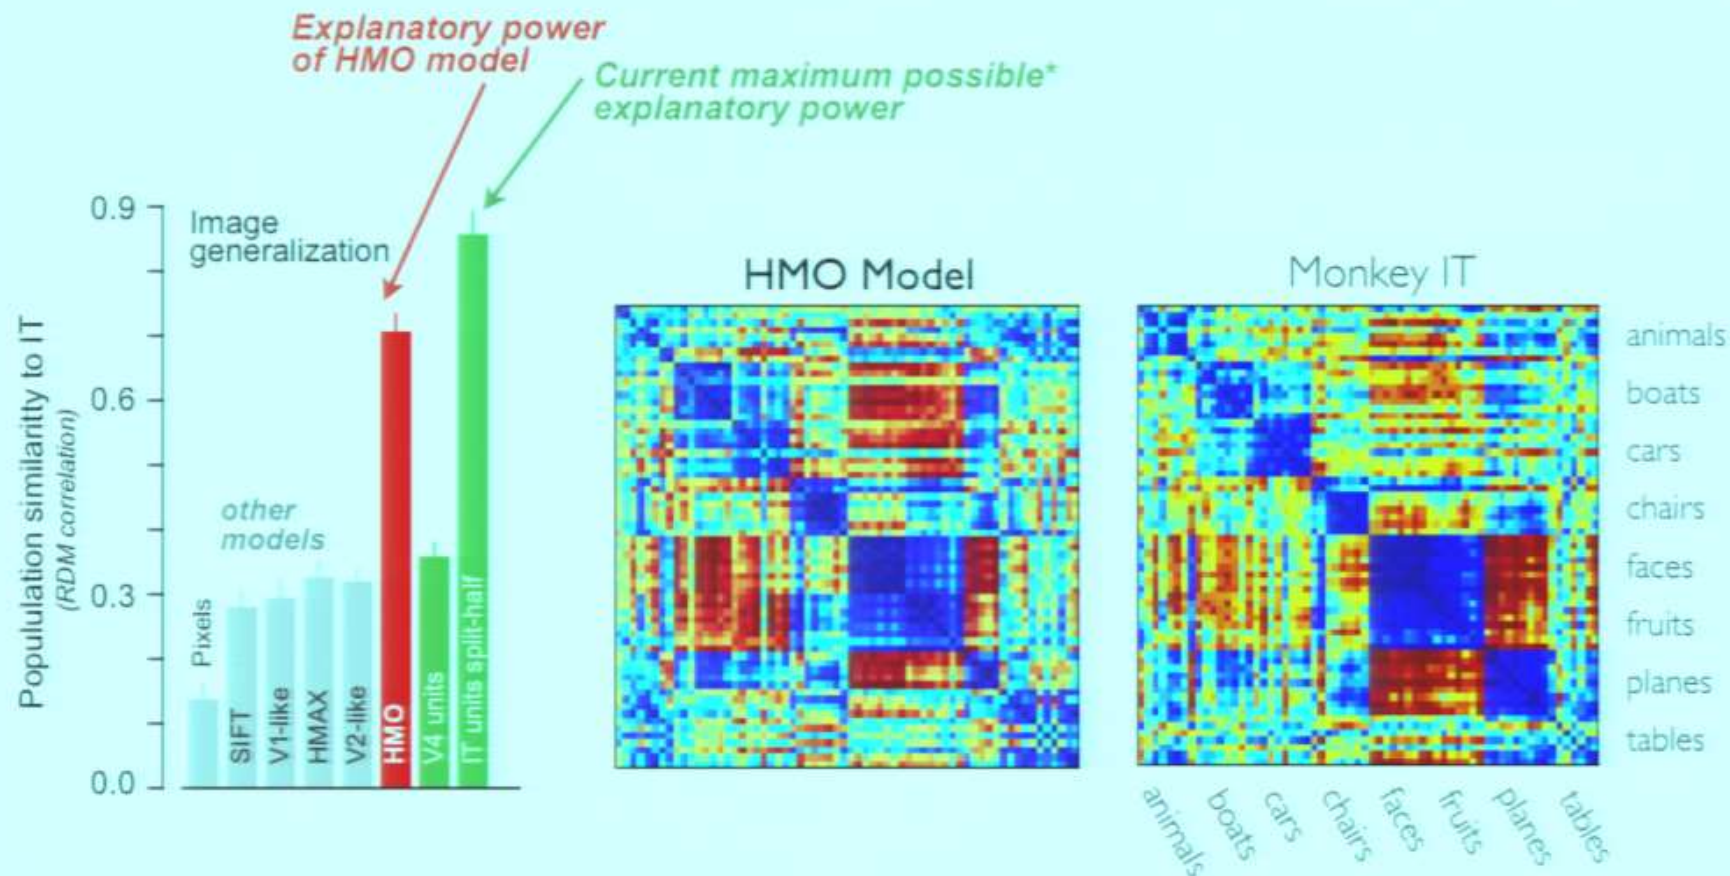 Explanatory power
of HMO model
Current maximum possible*
explanatory power
0.9
0.6
0.3
0.0
Popululation similarity to IT
(RDM correlation)
Image
generalization
other
models
Pixels
SIFT
V1-like
HMAX
V2-like
HMO
V4 units
IT units split-half
HMO Model
Monkey IT
animals
boats
cars
chairs
faces
fruits
planes
tables
animals
boats
cars
chairs
faces
fruits
planes
tables